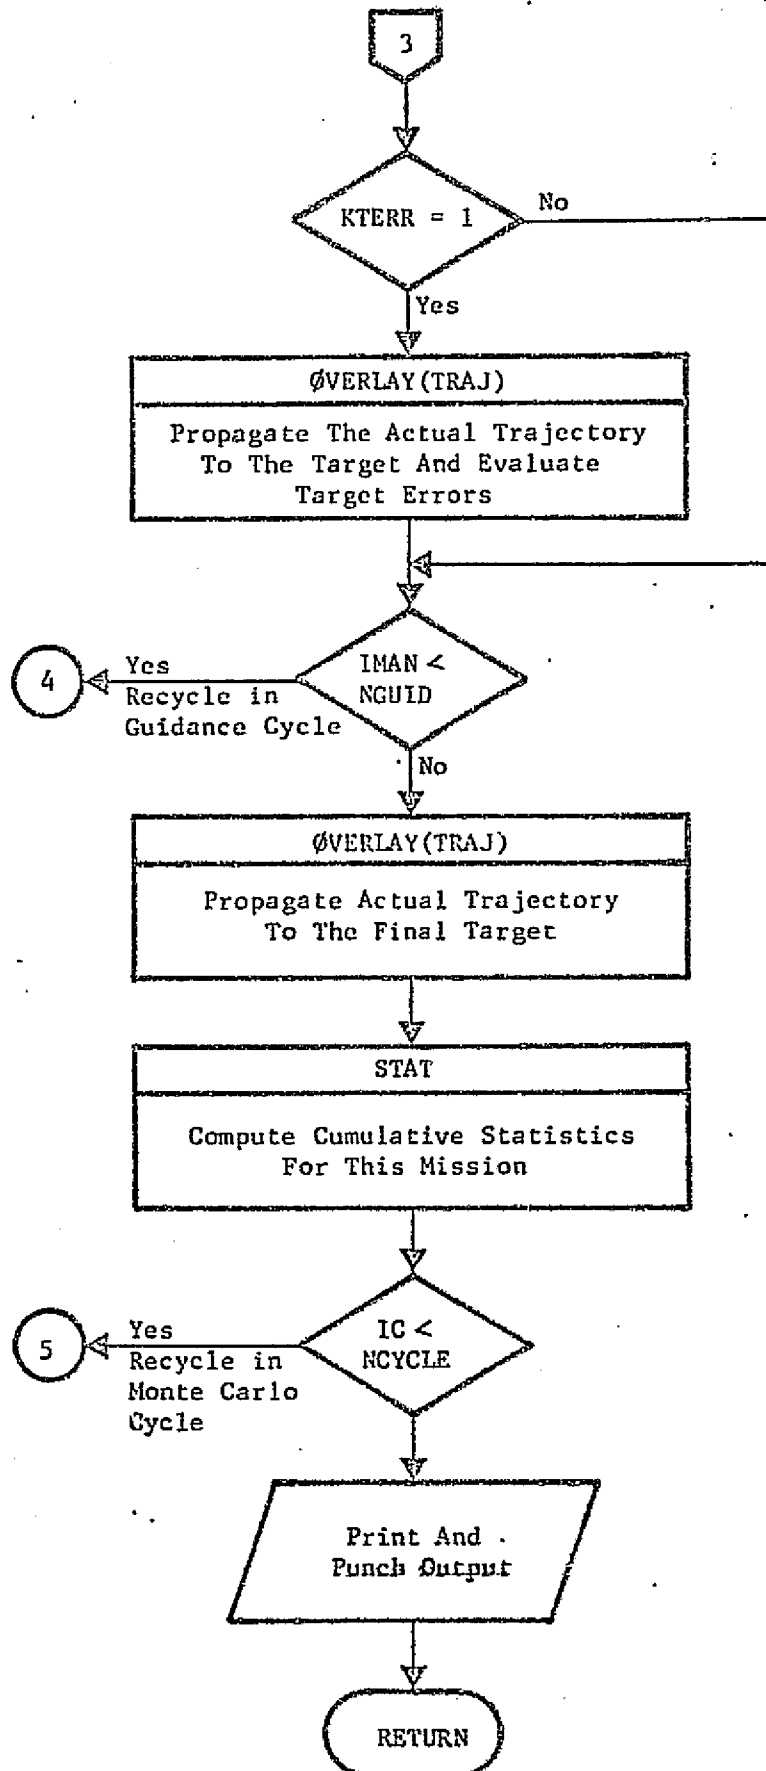 3
KTERR = 1
No
Yes
ØVERLAY(TRAJ)
Propagate The Actual Trajectory
To The Target And Evaluate
Target Errors
4
Yes
Recycle in
Guidance Cycle
IMAN <
NGUID
No
ØVERLAY(TRAJ)
Propagate Actual Trajectory
To The Final Target
STAT
Compute Cumulative Statistics
For This Mission
5
Yes
Recycle in
Monte Carlo
Cycle
IC <
NCYCLE
Print And
Punch Output
RETURN